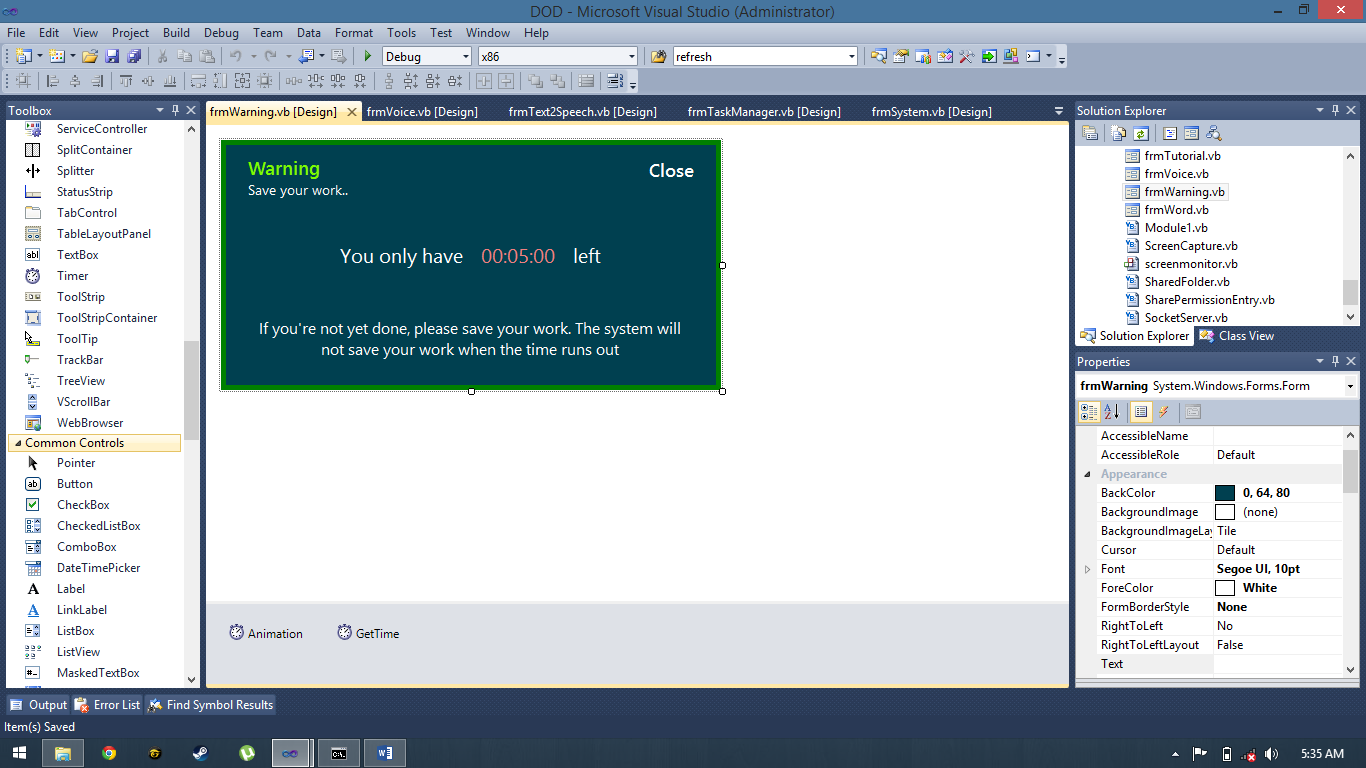 DOD - Microsoft Visual Studio (Administrator)
File Edit View Project Build Debug Team Data Format Tools Test Window Help
Debug x86 refresh
Toolbox
ServiceController
SplitContainer
Splitter
StatusStrip
TabControl
TableLayoutPanel
TextBox
Timer
ToolStrip
ToolStripContainer
ToolTip
TrackBar
TreeView
VScrollBar
WebBrowser
Common Controls
Pointer
Button
CheckBox
CheckedListBox
ComboBox
DateTimePicker
Label
LinkLabel
ListBox
ListView
MaskedTextBox
frmWarning.vb [Design] frmVoice.vb [Design] frmText2Speech.vb [Design] frmTaskManager.vb [Design] frmSystem.vb [Design]
Warning
Close
Save your work..
You only have 00:05:00 left
If you're not yet done, please save your work. The system will
not save your work when the time runs out
Animation GetTime
Solution Explorer
frmTutorial.vb
frmVoice.vb
frmWarning.vb
frmWord.vb
Module1.vb
ScreenCapture.vb
screenmonitor.vb
SharedFolder.vb
SharePermissionEntry.vb
SocketServer.vb
Solution Explorer Class View
Properties
frmWarning System.Windows.Forms.Form
AccessibleName
AccessibleRole Default
Appearance
BackColor 0, 64, 80
BackgroundImage (none)
BackgroundImageLay Tile
Cursor Default
Font Segoe UI, 10pt
ForeColor White
FormBorderStyle None
RightToLeft No
RightToLeftLayout False
Text
Output Error List Find Symbol Results
Item(s) Saved
5:35 AM